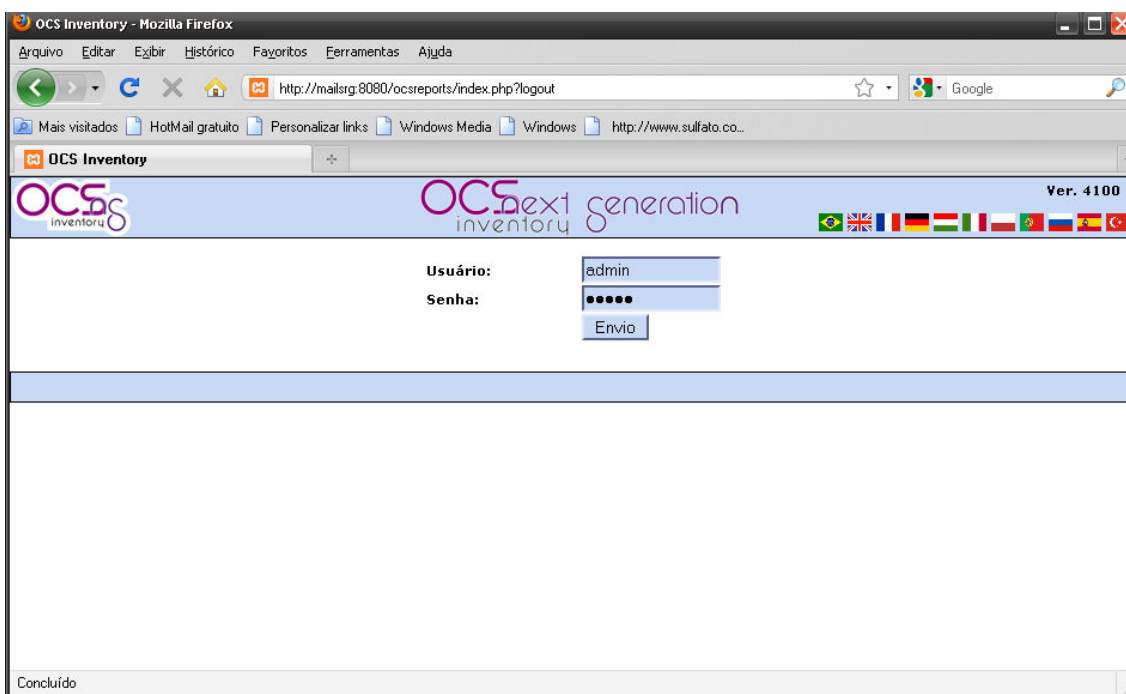 OCS Inventory - Mozilla Firefox
Arquivo Editar Exibir Histórico Favoritos Ferramentas Ajuda
http://mailsrg:8080/ocsreports/index.php?logout Google
Mais visitados HotMail gratuito Personalizar links Windows Media Windows http://www.sulfato.co...
OCS Inventory
OCS ng inventory
OCS next generation inventory
Ver. 4100
Usuário: admin
Senha: •••••
Envio
Concluído